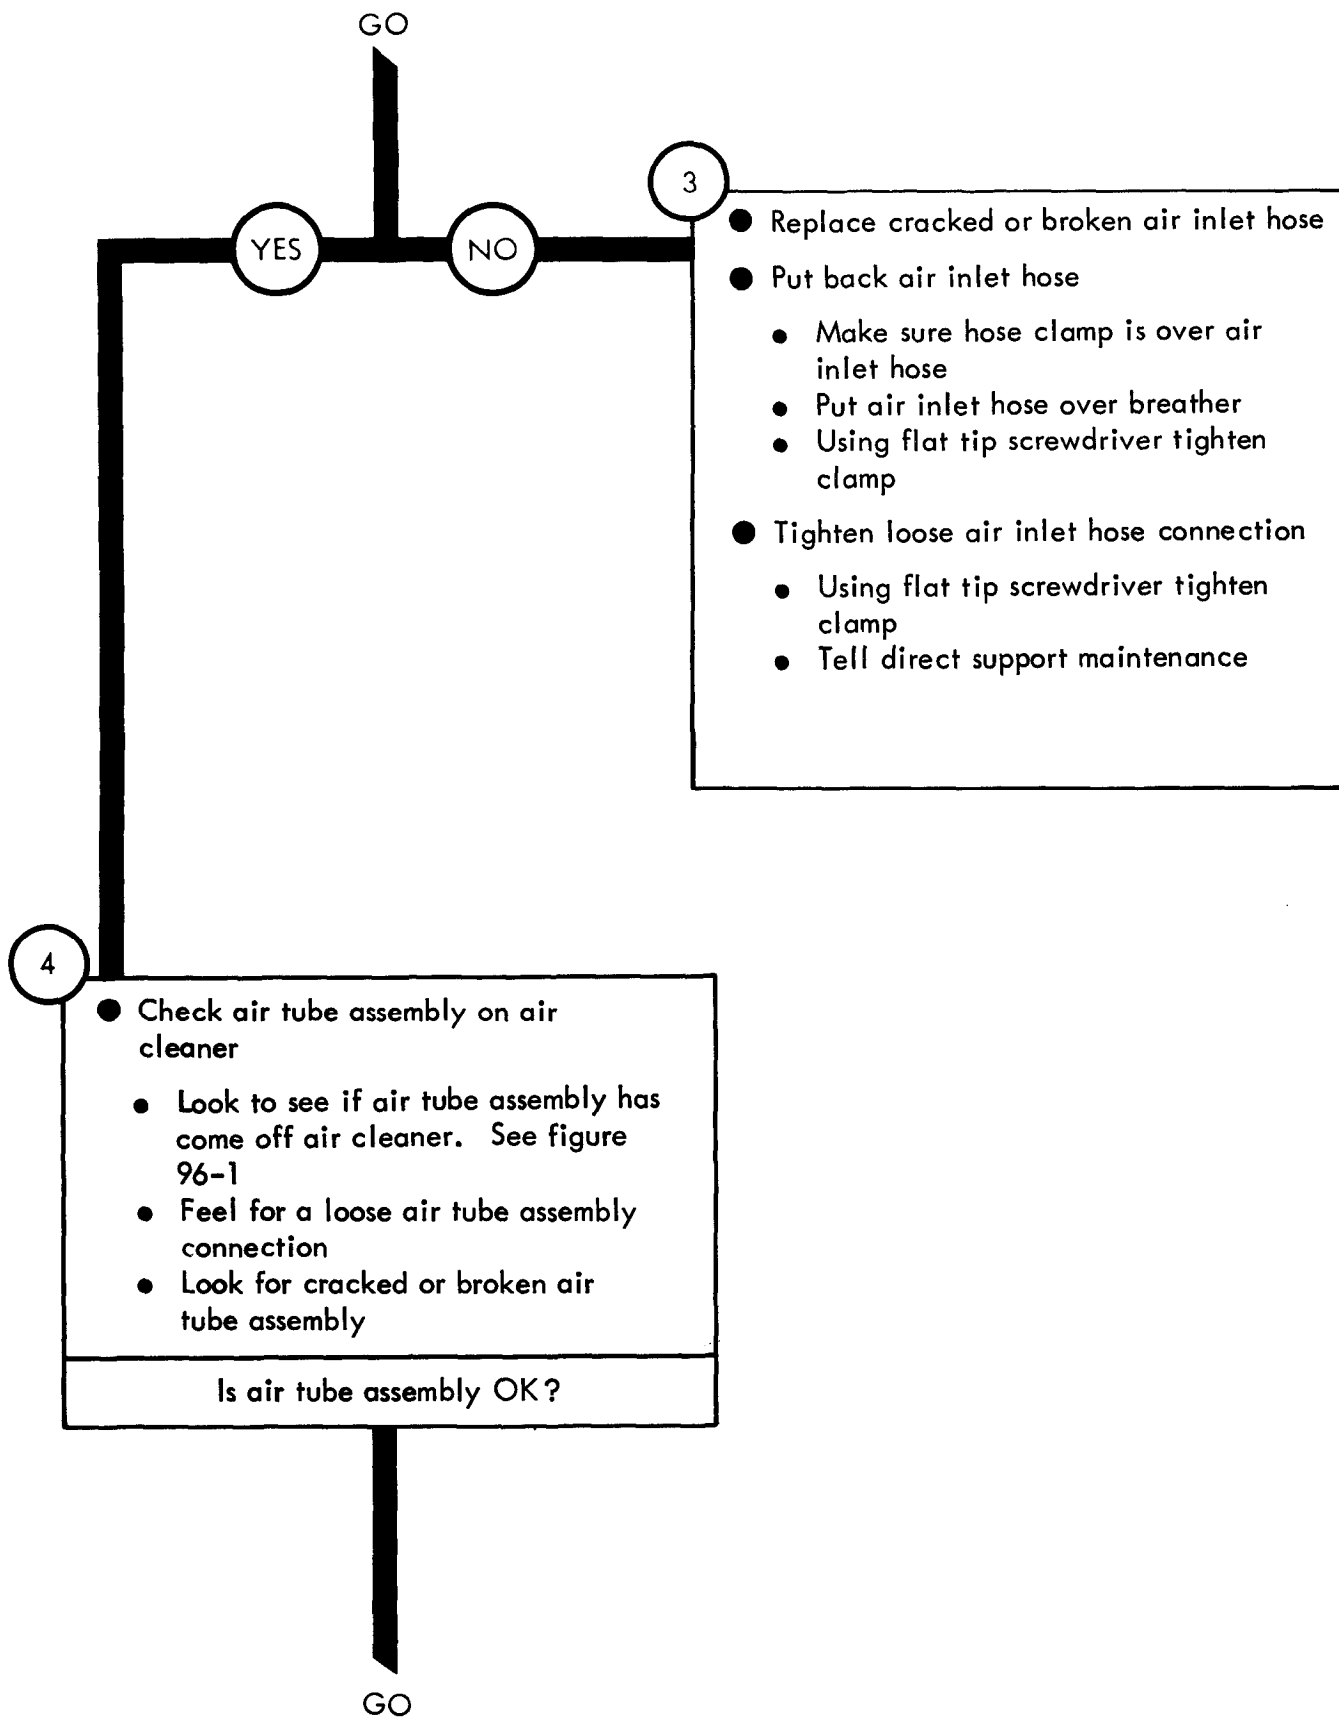 GO
YES
NO
3
● Replace cracked or broken air inlet hose
● Put back air inlet hose
● Make sure hose clamp is over air
inlet hose
● Put air inlet hose over breather
● Using flat tip screwdriver tighten
clamp
● Tighten loose air inlet hose connection
● Using flat tip screwdriver tighten
clamp
● Tell direct support maintenance
4
● Check air tube assembly on air
cleaner
● Look to see if air tube assembly has
come off air cleaner. See figure
96-1
● Feel for a loose air tube assembly
connection
● Look for cracked or broken air
tube assembly
Is air tube assembly OK?
GO